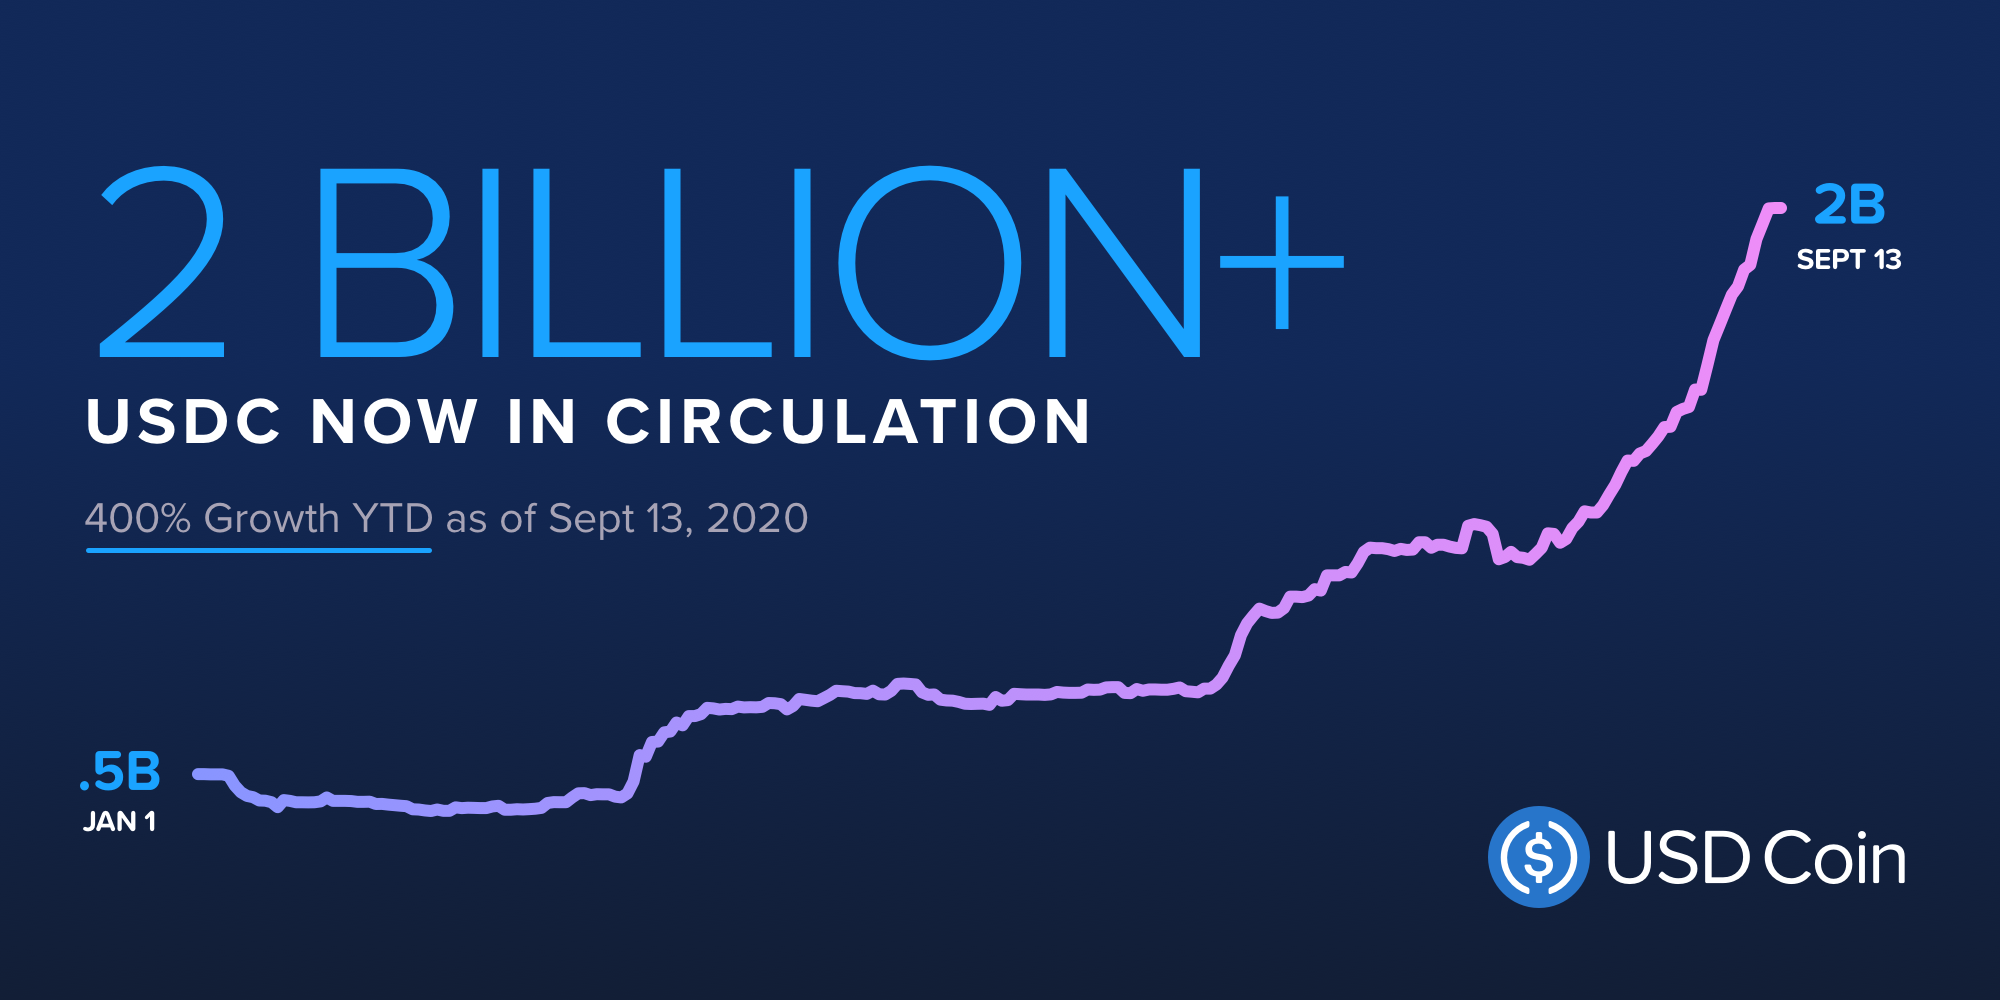 2 BILLION+
USDC NOW IN CIRCULATION
400% Growth YTD as of Sept 13, 2020
2B
SEPT 13
.5B
JAN 1
$ USD Coin